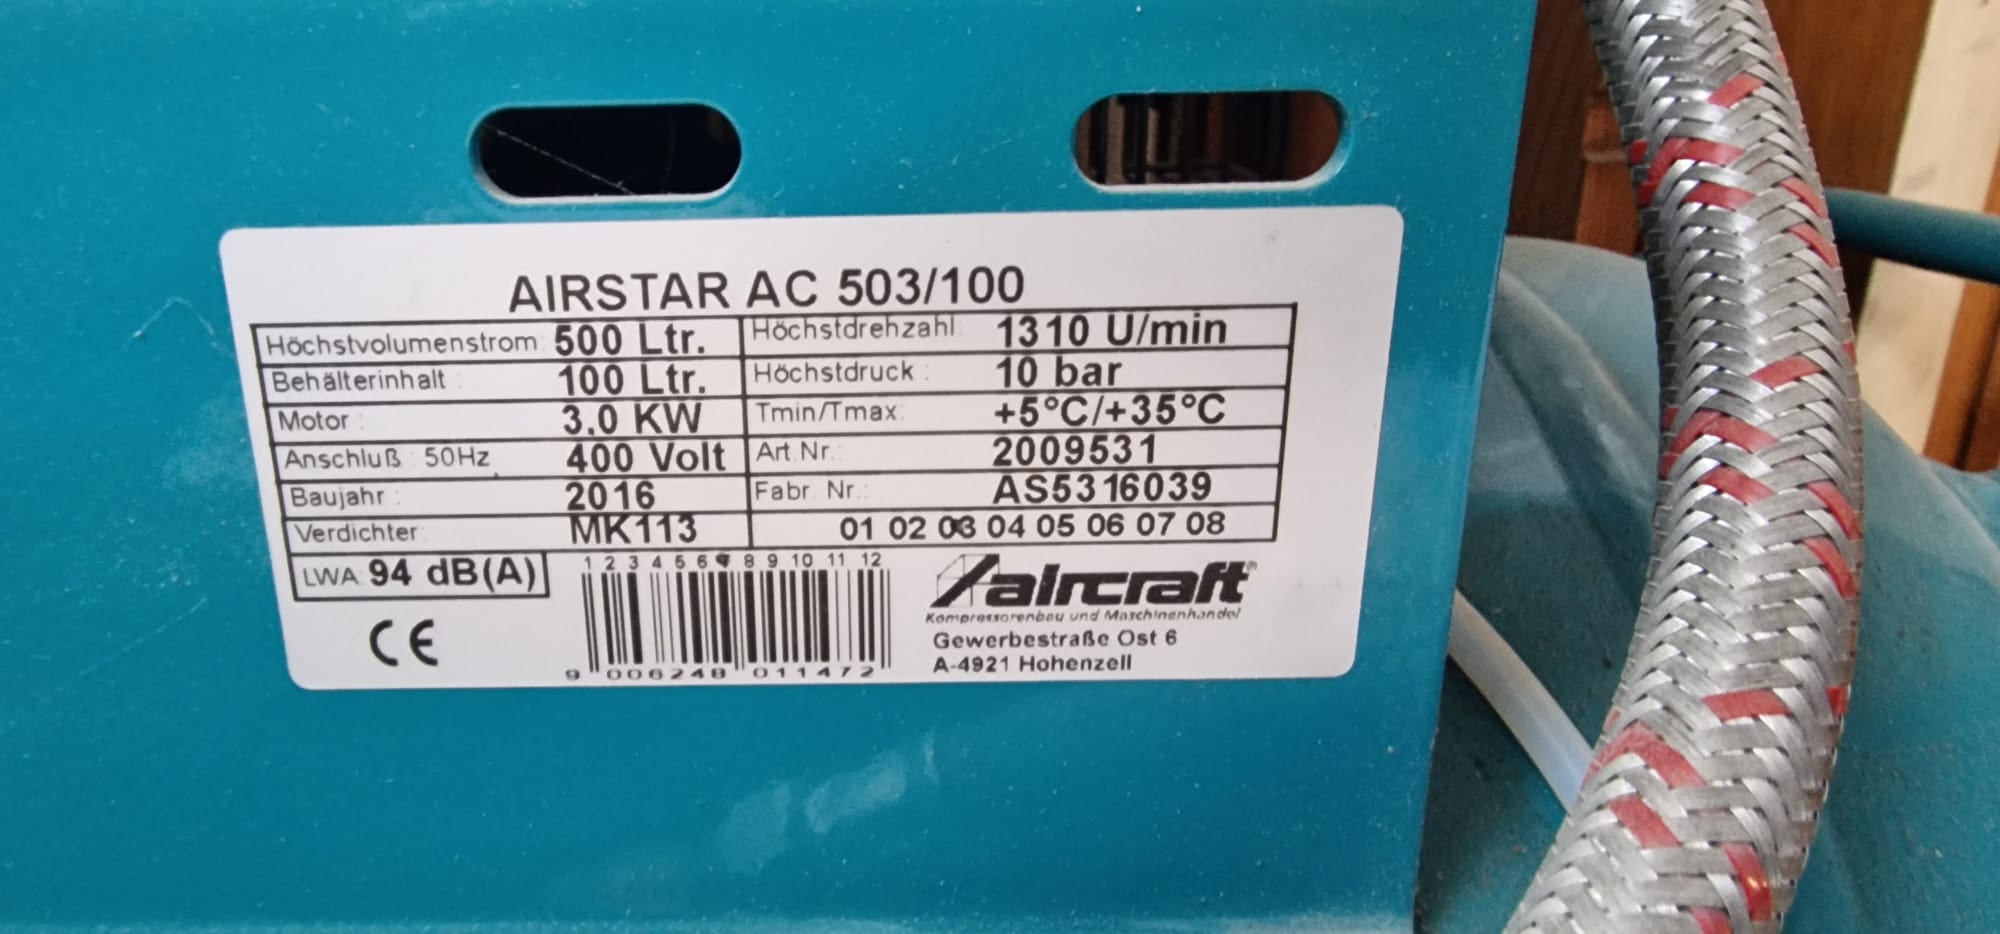 AIRSTAR AC 503/100
Höchstvolumenstrom: 500 Ltr. Höchstdrehzahl: 1310 U/min
Behälterinhalt : 100 Ltr. Höchstdruck : 10 bar
Motor : 3.0 KW Tmin/Tmax: +5°C/+35°C
Anschluß : 50Hz 400 Volt Art.Nr.: 2009531
Baujahr : 2016 Fabr. Nr.: AS5316039
Verdichter: MK113 01 02 03 04 05 06 07 08
LWA: 94 dB(A) 1 2 3 4 5 6 7 8 9 10 11 12
aircraft®
Kompressorenbau und Maschinenhandel
CE Gewerbestraße Ost 6
9 006248 011472 A-4921 Hohenzell